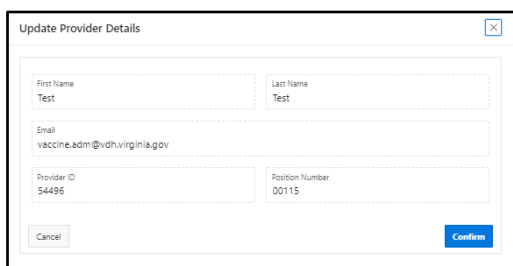 Update Provider Details
First Name Last Name
Test Test
Email
vaccine.adm@vdh.virginia.gov
Provider ID Position Number
54496 00115
Cancel Confirm